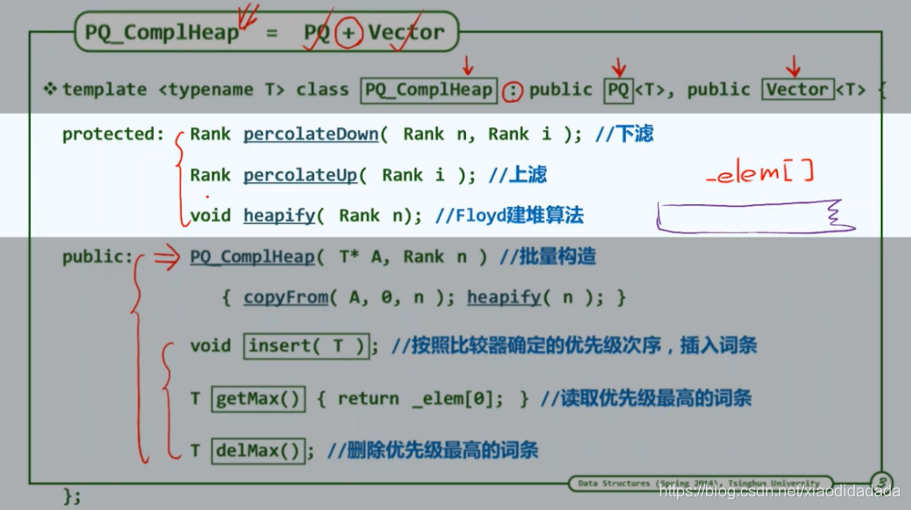 PQ_ComplHeap = PQ + Vector
❖ template <typename T> class PQ_ComplHeap : public PQ<T>, public Vector<T> {
protected: Rank percolateDown( Rank n, Rank i ); //下滤
Rank percolateUp( Rank i ); //上滤
_elem[]
void heapify( Rank n); //Floyd建堆算法
public: PQ_ComplHeap( T* A, Rank n ) //批量构造
{ copyFrom( A, 0, n ); heapify( n ); }
void insert( T ); //按照比较器确定的优先级次序，插入词条
T getMax() { return _elem[0]; } //读取优先级最高的词条
T delMax(); //删除优先级最高的词条
Data Structures (Spring 2014), Tsinghua University 3
https://blog.csdn.net/xiaodidadada
};